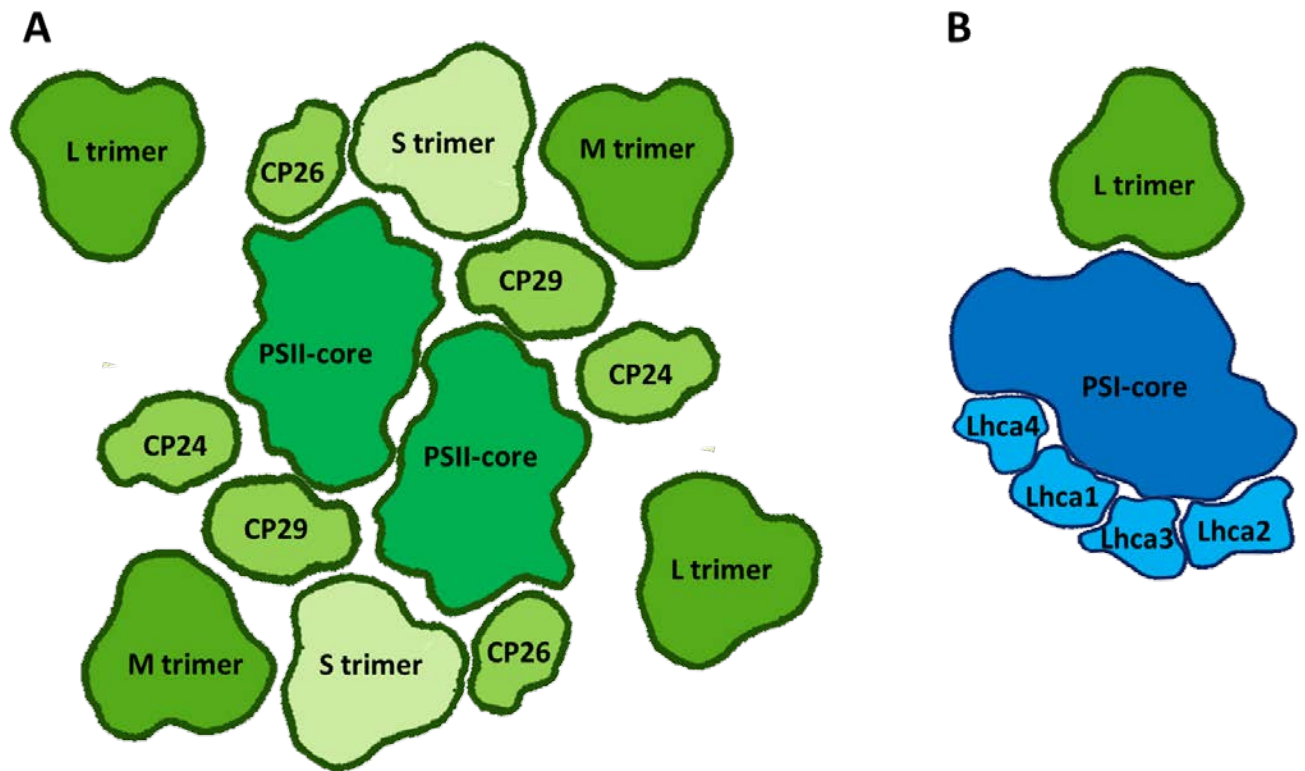 A
L trimer
CP26
S trimer
M trimer
CP29
PSII-core
CP24
CP24
PSII-core
CP29
L trimer
M trimer
S trimer
CP26
B
L trimer
PSI-core
Lhca4
Lhca1
Lhca3
Lhca2